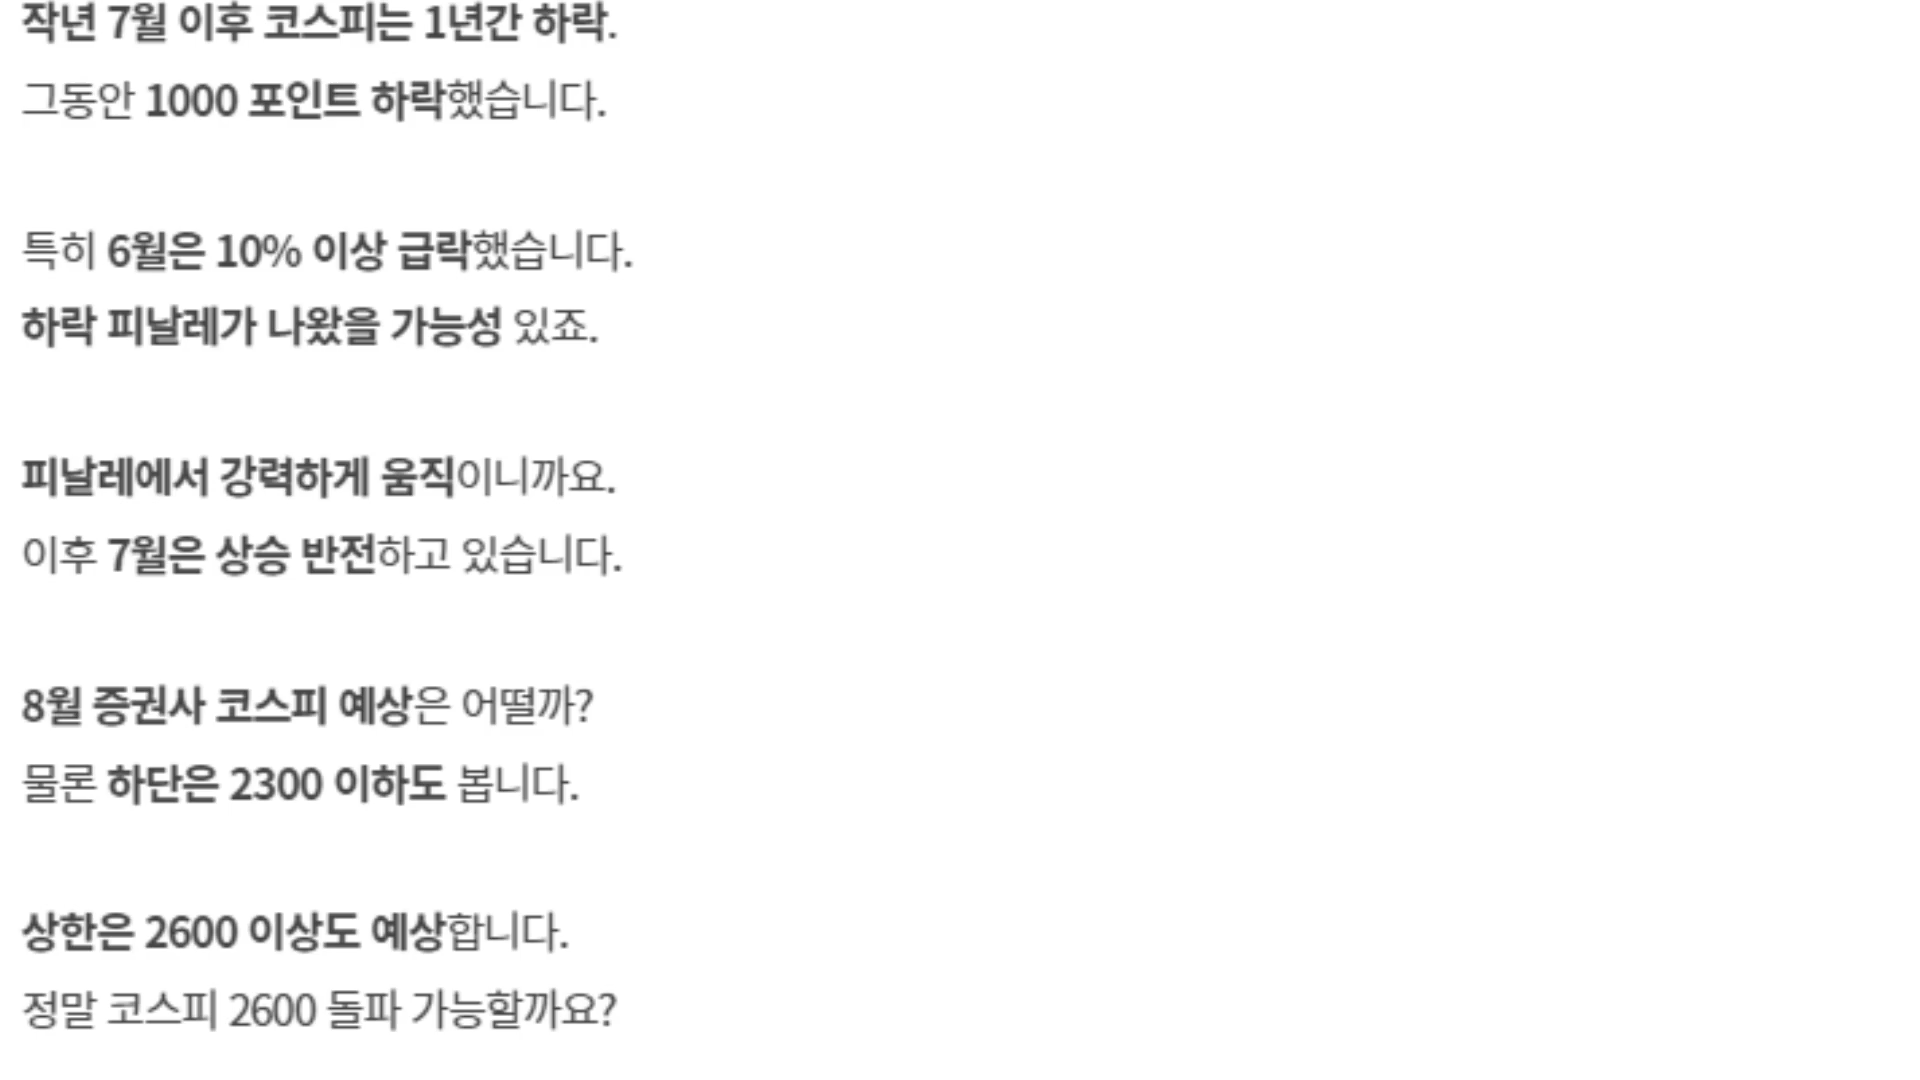 작년 7월 이후 코스피는 1년간 하락.
그동안 1000 포인트 하락했습니다.
특히 6월은 10% 이상 급락했습니다.
하락 피날레가 나왔을 가능성 있죠.
피날레에서 강력하게 움직이니까요.
이후 7월은 상승 반전하고 있습니다.
8월 증권사 코스피 예상은 어떨까?
물론 하단은 2300 이하도 봅니다.
상한은 2600 이상도 예상합니다.
정말 코스피 2600 돌파 가능할까요?